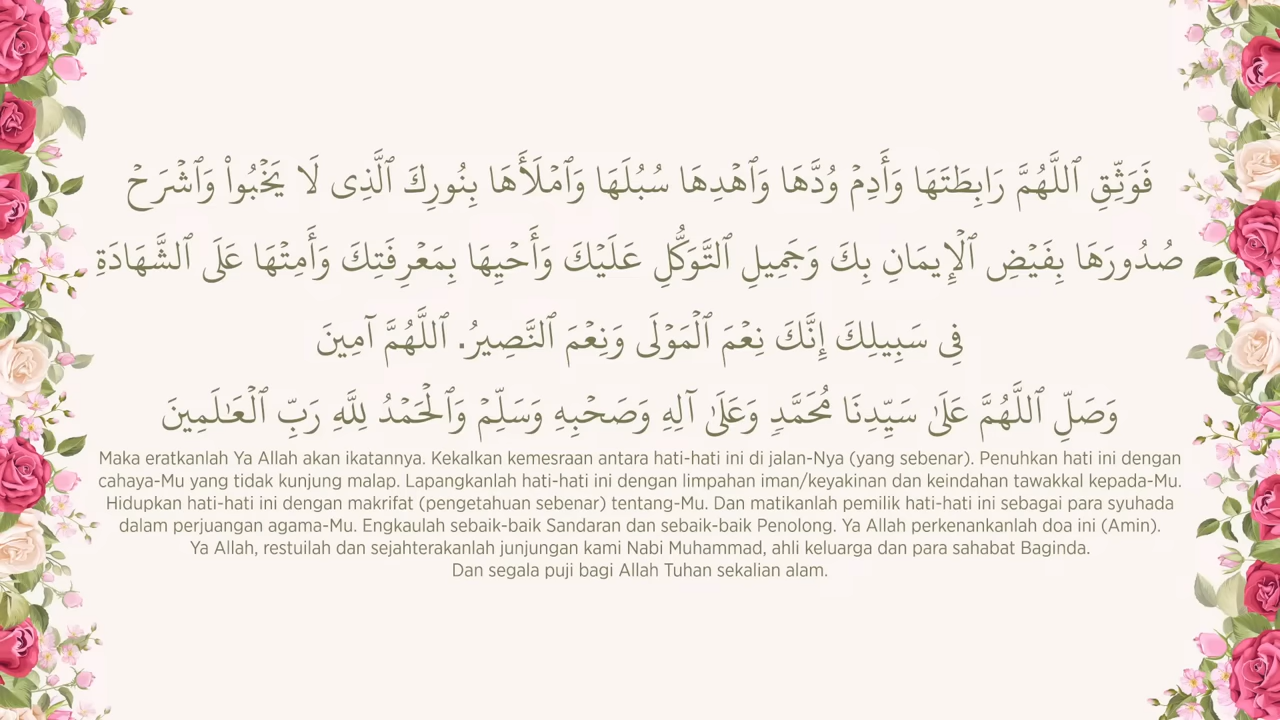 فَوَثِّقِ ٱللَّهُمَّ رَابِطَتَهَا وَأَدِمۡ وُدَّهَا وَٱهۡدِهَا سُبُلَهَا وَٱمۡلَأۡهَا بِنُورِكَ ٱلَّذِى لَا يَخۡبُواْ وَٱشۡرَحۡ
صُدُورَهَا بِفَيۡضِ ٱلۡإِيمَانِ بِكَ وَجَمِيلِ ٱلتَّوَكُّلِ عَلَيۡكَ وَأَحۡيِهَا بِمَعۡرِفَتِكَ وَأَمِتۡهَا عَلَى ٱلشَّهَادَةِ
فِى سَبِيلِكَ إِنَّكَ نِعۡمَ ٱلۡمَوۡلَى وَنِعۡمَ ٱلنَّصِيرُ. ٱللَّهُمَّ آمِينَ
وَصَلِّ ٱللَّهُمَّ عَلَىٰ سَيِّدِنَا مُحَمَّدٍ وَعَلَىٰ آلِهِ وَصَحۡبِهِ وَسَلِّمۡ وَٱلۡحَمۡدُ لِلَّهِ رَبِّ ٱلۡعَـٰلَمِينَ
Maka eratkanlah Ya Allah akan ikatannya. Kekalkan kemesraan antara hati-hati ini di jalan-Nya (yang sebenar). Penuhkan hati ini dengan
cahaya-Mu yang tidak kunjung malap. Lapangkanlah hati-hati ini dengan limpahan iman/keyakinan dan keindahan tawakkal kepada-Mu.
Hidupkan hati-hati ini dengan makrifat (pengetahuan sebenar) tentang-Mu. Dan matikanlah pemilik hati-hati ini sebagai para syuhada
dalam perjuangan agama-Mu. Engkaulah sebaik-baik Sandaran dan sebaik-baik Penolong. Ya Allah perkenankanlah doa ini (Amin).
Ya Allah, restuilah dan sejahterakanlah junjungan kami Nabi Muhammad, ahli keluarga dan para sahabat Baginda.
Dan segala puji bagi Allah Tuhan sekalian alam.